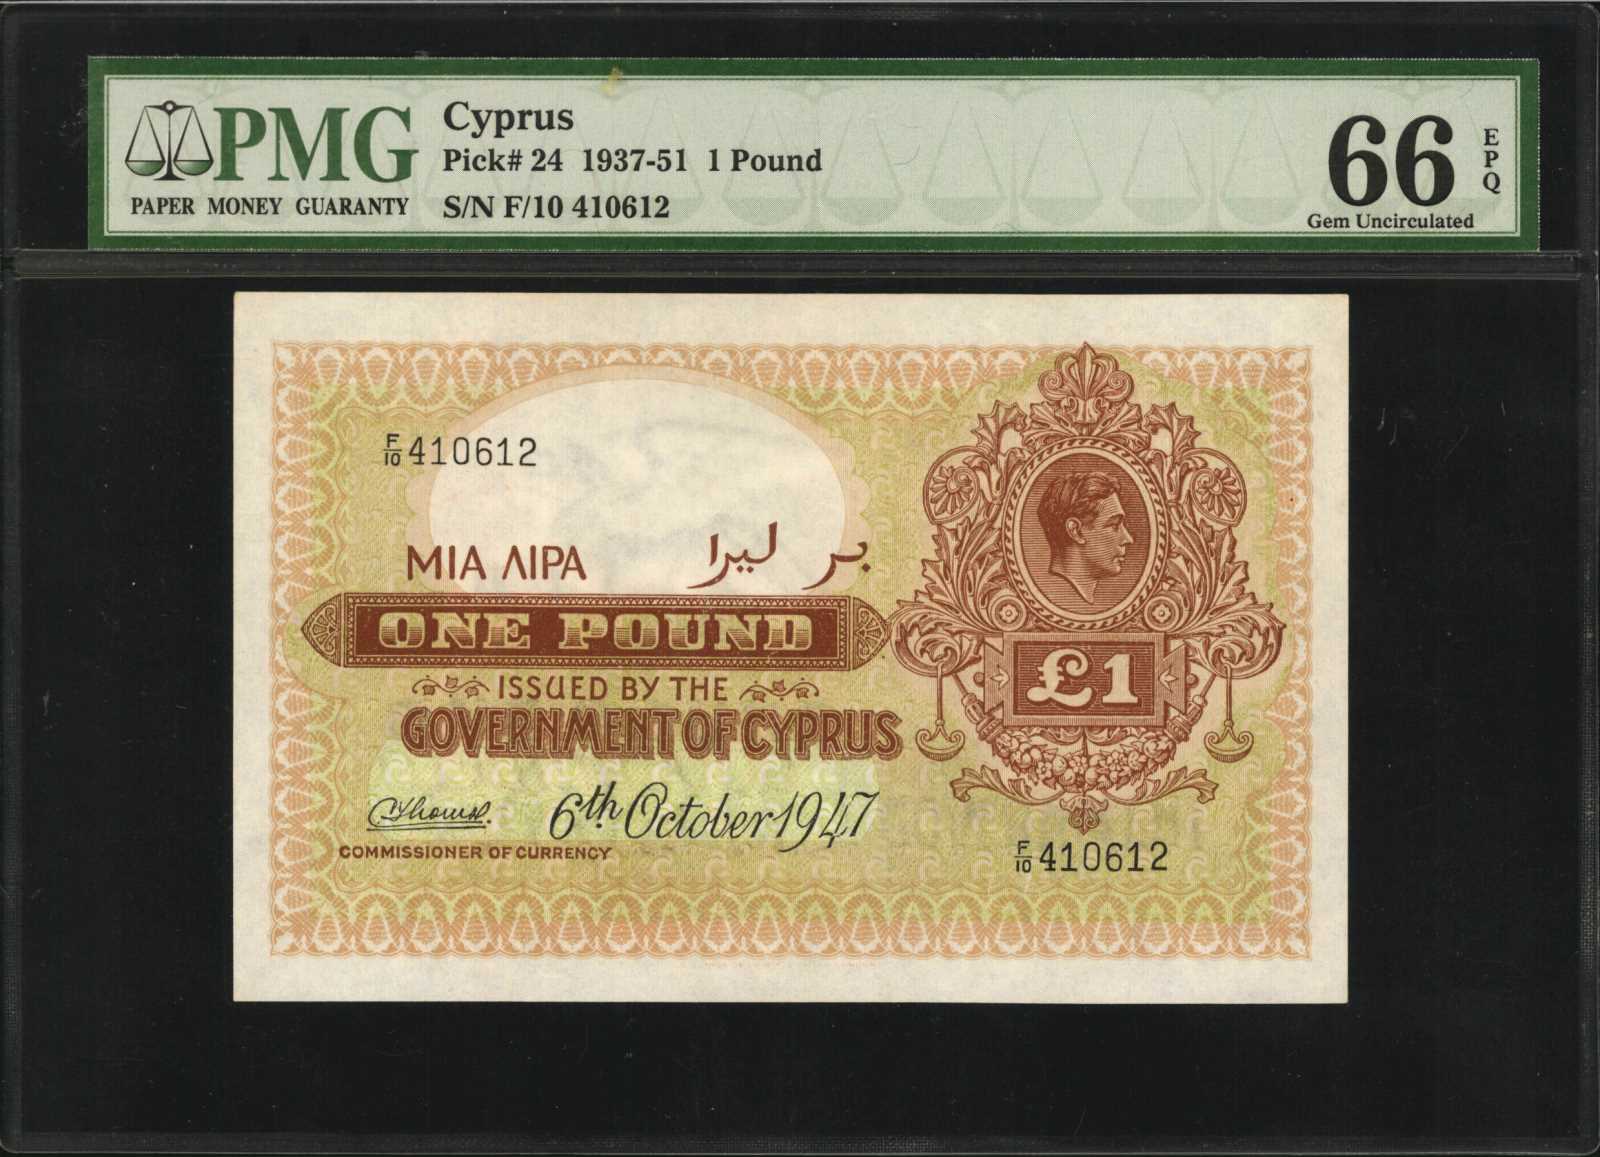 PMG
PAPER MONEY GUARANTY
Cyprus
Pick# 24 1937-51 1 Pound
S/N F/10 410612
66 EPQ
Gem Uncirculated
F/10 410612
ΜΙΑ ΛΙΡΑ
بر ليرا
ONE POUND
ISSUED BY THE
GOVERNMENT OF CYPRUS
£1
6th October 1947
COMMISSIONER OF CURRENCY
F/10 410612